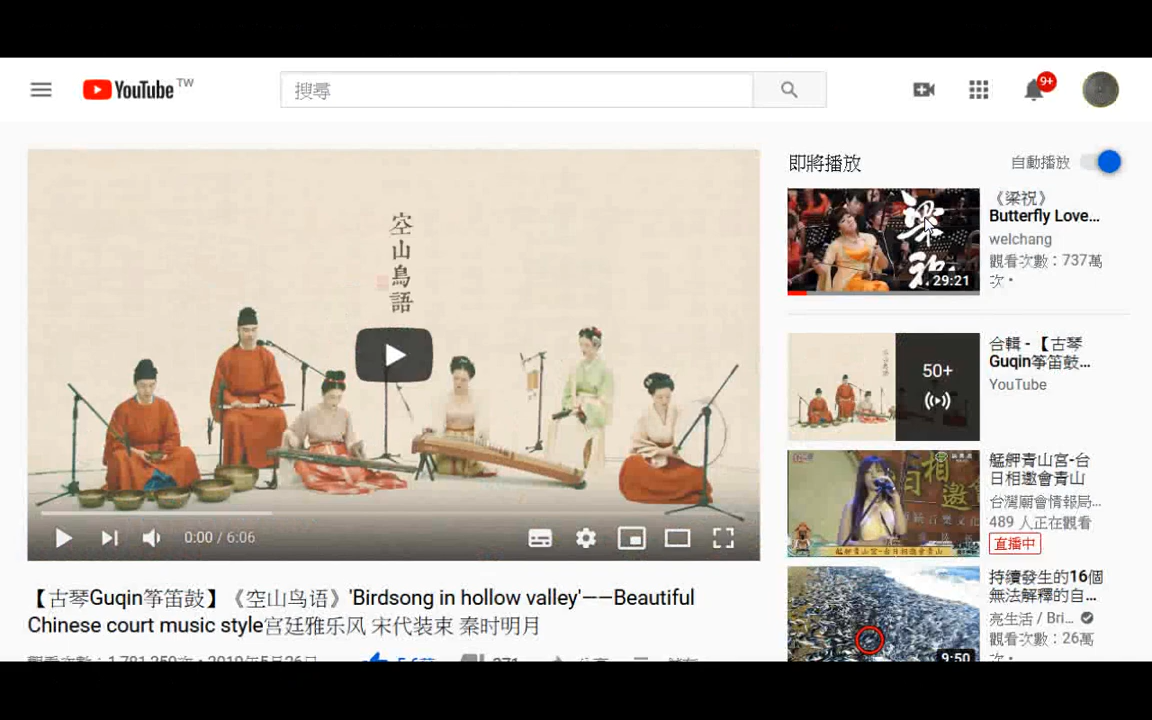 YouTube TW
搜尋
9+
空山鳥語
0:00 / 6:06
【古琴Guqin筝笛鼓】《空山鸟语》'Birdsong in hollow valley'——Beautiful
Chinese court music style宫廷雅乐风 宋代装束 秦时明月
即將播放
自動播放
梁祝
29:21
《梁祝》
Butterfly Love...
welchang
觀看次數：737萬
次・
50+
合輯 - 【古琴
Guqin筝笛鼓...
YouTube
艋舺青山宮-台
日相邀會青山
台灣廟會情報局...
489 人正在觀看
直播中
9:50
持續發生的16個
無法解釋的自...
亮生活 / Bri...
觀看次數：26萬